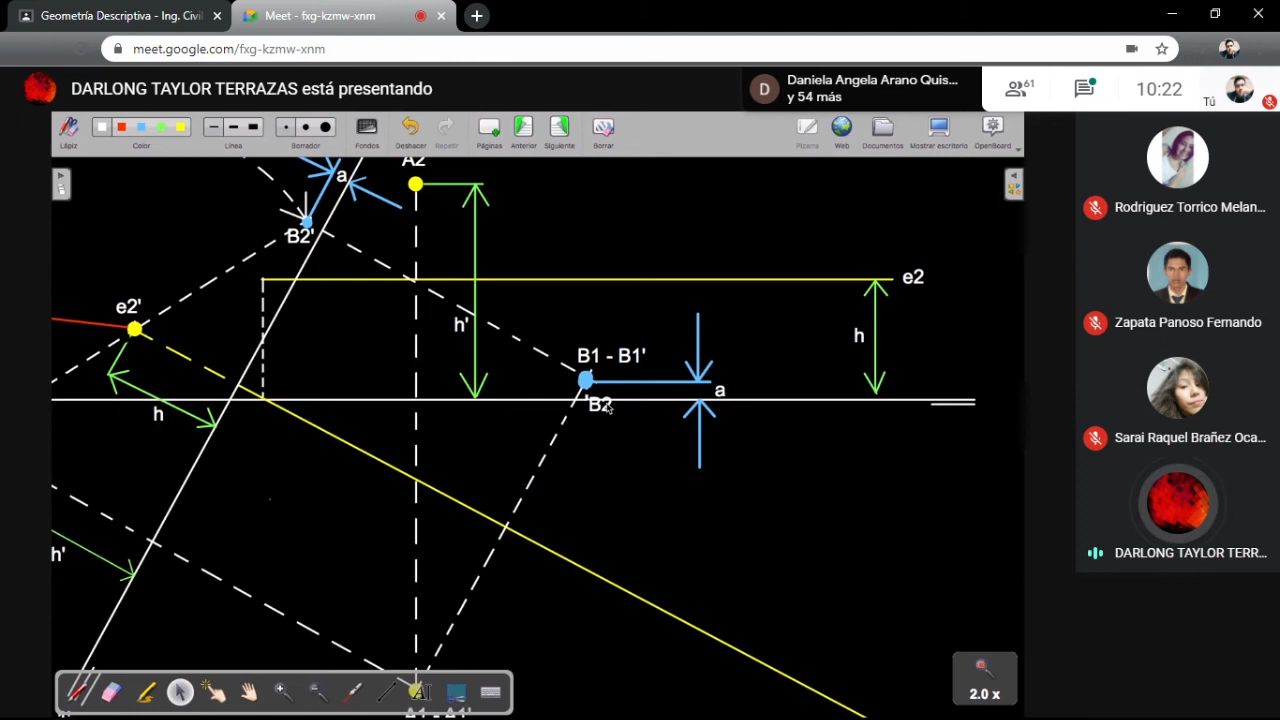 Geometría Descriptiva - Ing. Civil
Meet - fxg-kzmw-xnm
meet.google.com/fxg-kzmw-xnm
DARLONG TAYLOR TERRAZAS está presentando
Daniela Angela Arano Quis...
y 54 más
61
10:22
Tú
Lápiz
Color
Línea
Borrador
Fondos
Deshacer
Repetir
Páginas
Anterior
Siguiente
Borrar
Pizarra
Web
Documentos
Mostrar escritorio
OpenBoard
A2
a
B2'
e2
e2'
h'
h
B1 - B1'
a
'B2
h
h'
A1 - A1'
2.0 x
Rodriguez Torrico Melan...
Zapata Panoso Fernando
Sarai Raquel Brañez Oca...
DARLONG TAYLOR TERR...